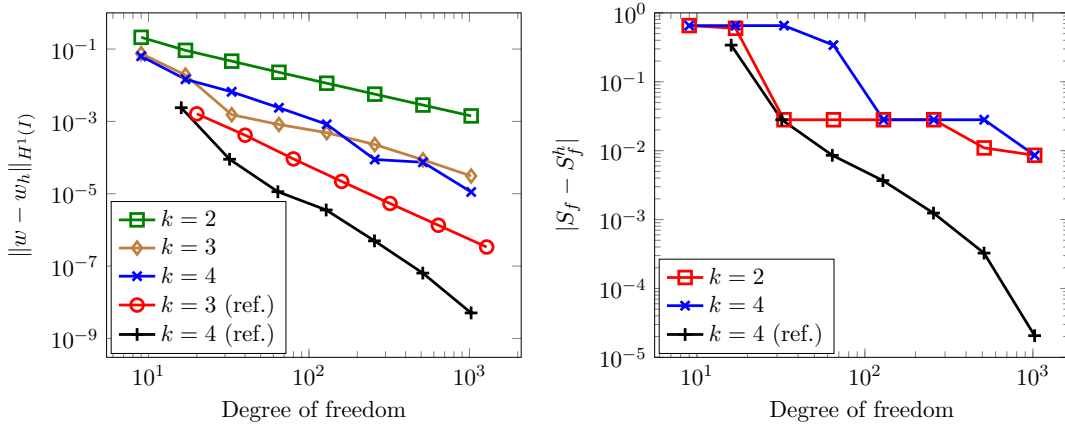 10^{-1}
10^{-3}
10^{-5}
10^{-7}
10^{-9}
‖w − w_h‖_{H^1(I)}
k = 2
k = 3
k = 4
k = 3 (ref.)
k = 4 (ref.)
10^1
10^2
10^3
Degree of freedom
10^0
10^{-1}
10^{-2}
10^{-3}
10^{-4}
10^{-5}
|S_f − S_f^h|
k = 2
k = 4
k = 4 (ref.)
10^1
10^2
10^3
Degree of freedom